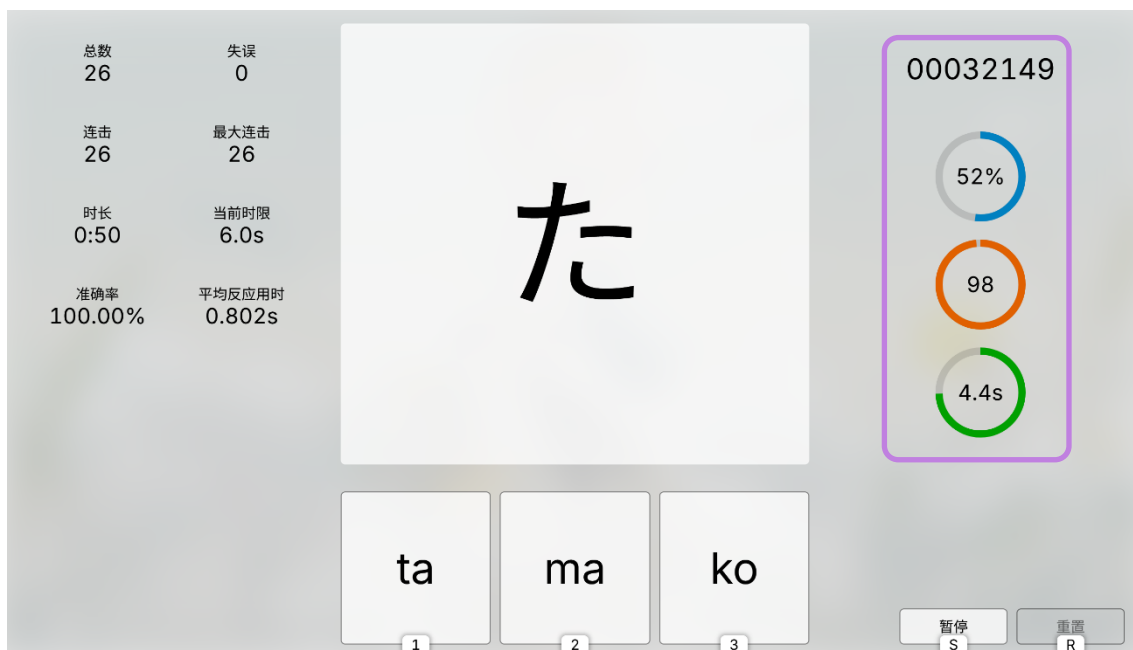 总数 失误
26 0
连击 最大连击
26 26
时长 当前时限
0:50 6.0s
准确率 平均反应用时
100.00% 0.802s
た
ta ma ko
1 2 3
00032149
52%
98
4.4s
暂停 重置
S R